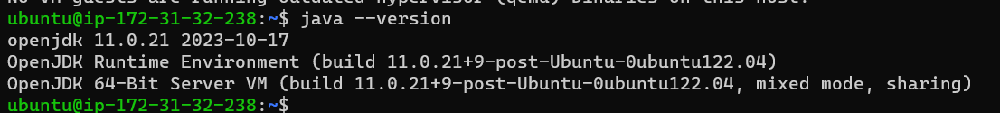 No VM guests are running outdated hypervisor (qemu) binaries on this host.
ubuntu@ip-172-31-32-238:~$ java --version
openjdk 11.0.21 2023-10-17
OpenJDK Runtime Environment (build 11.0.21+9-post-Ubuntu-0ubuntu122.04)
OpenJDK 64-Bit Server VM (build 11.0.21+9-post-Ubuntu-0ubuntu122.04, mixed mode, sharing)
ubuntu@ip-172-31-32-238:~$